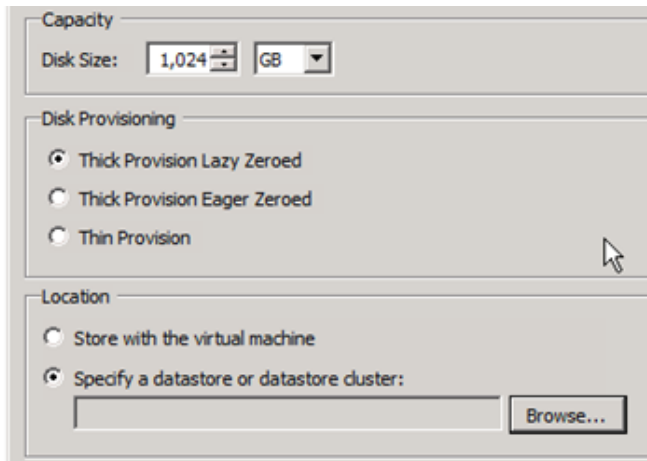 Capacity
Disk Size: 1,024 GB
Disk Provisioning
Thick Provision Lazy Zeroed
Thick Provision Eager Zeroed
Thin Provision
Location
Store with the virtual machine
Specify a datastore or datastore cluster:
Browse...